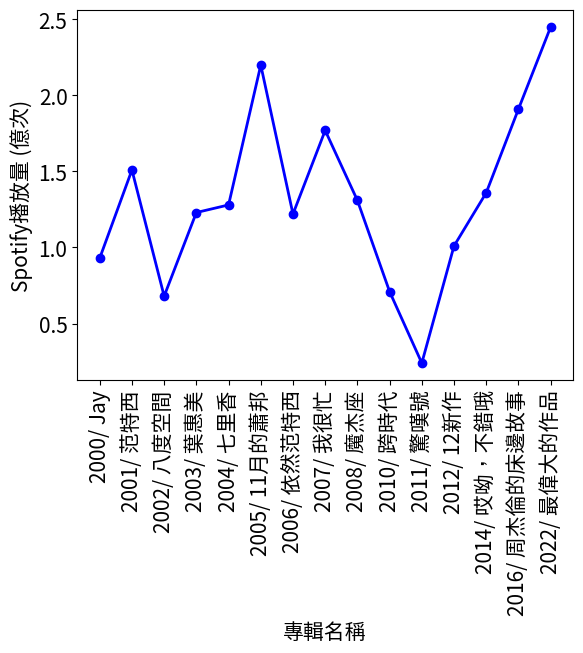 Spotify播放量 (億次)
2.5
2.0
1.5
1.0
0.5
2000/ Jay
2001/ 范特西
2002/ 八度空間
2003/ 葉惠美
2004/ 七里香
2005/ 11月的蕭邦
2006/ 依然范特西
2007/ 我很忙
2008/ 魔杰座
2010/ 跨時代
2011/ 驚嘆號
2012/ 12新作
2014/ 哎呦，不錯哦
2016/ 周杰倫的床邊故事
2022/ 最偉大的作品
專輯名稱